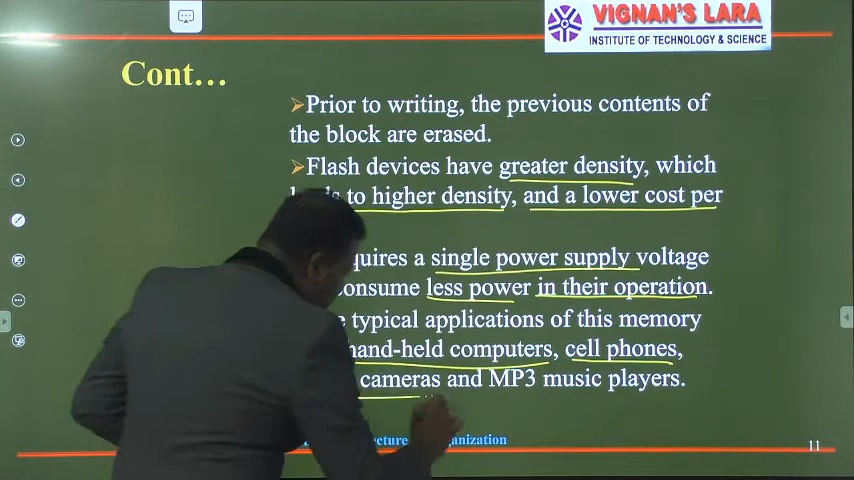 VIGNAN'S LARA
INSTITUTE OF TECHNOLOGY & SCIENCE
Cont...
Prior to writing, the previous contents of
the block are erased.
Flash devices have greater density, which
to higher density, and a lower cost per
a single power supply voltage
less power in their operation.
typical applications of this memory
hand-held computers, cell phones,
cameras and MP3 music players.
11